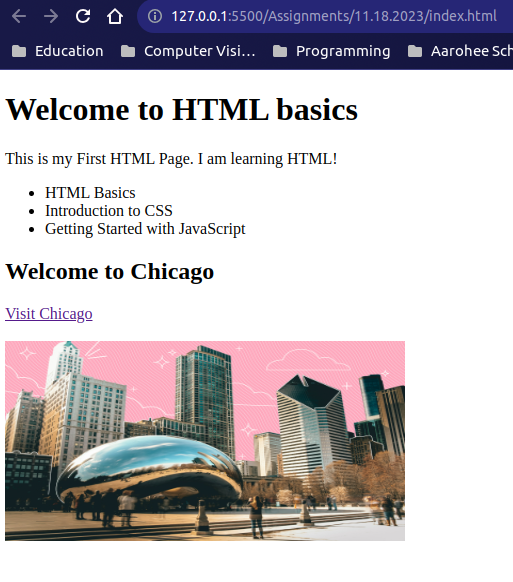 127.0.0.1:5500/Assignments/11.18.2023/index.html
Education Computer Visi… Programming Aarohee Sch
Welcome to HTML basics
This is my First HTML Page. I am learning HTML!
• HTML Basics
• Introduction to CSS
• Getting Started with JavaScript
Welcome to Chicago
Visit Chicago